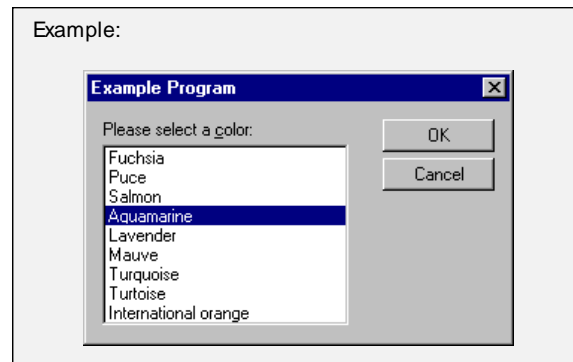 Example:
Example Program
Please select a color:
OK
Fuchsia
Puce
Cancel
Salmon
Aquamarine
Lavender
Mauve
Turquoise
Turtoise
International orange